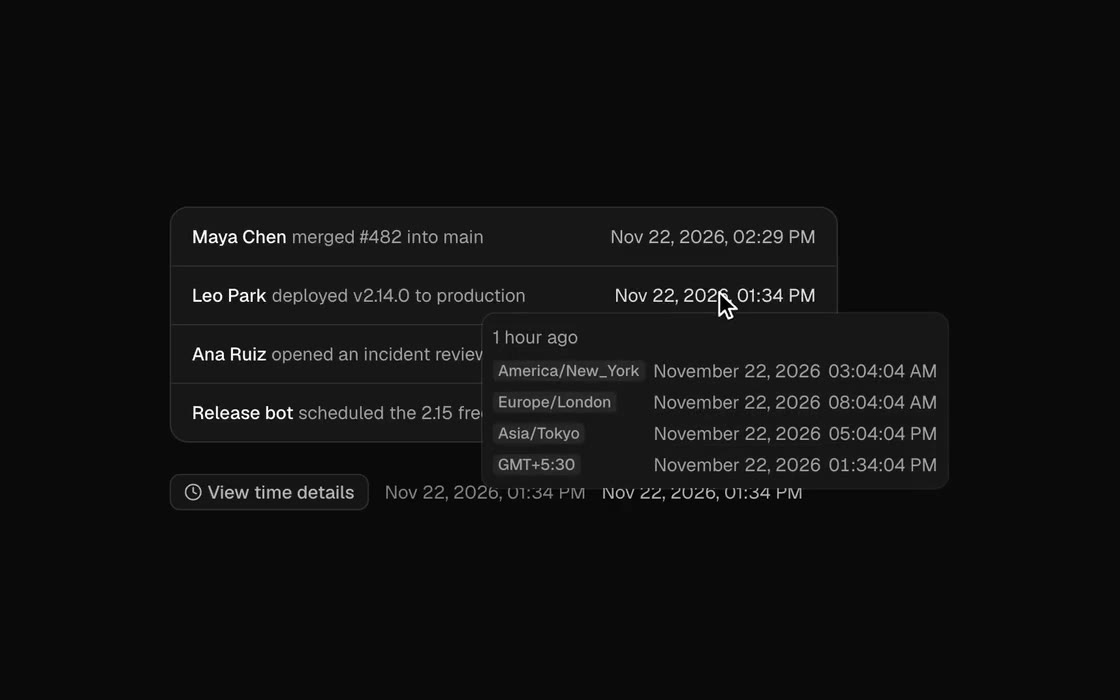 Maya Chen merged #482 into main Nov 22, 2026, 02:29 PM
Leo Park deployed v2.14.0 to production Nov 22, 2026, 01:34 PM
1 hour ago
Ana Ruiz opened an incident review
America/New_York November 22, 2026 03:04:04 AM
Europe/London November 22, 2026 08:04:04 AM
Release bot scheduled the 2.15
Asia/Tokyo November 22, 2026 05:04:04 PM
GMT+5:30 November 22, 2026 01:34:04 PM
View time details Nov 22, 2026, 01:34 PM Nov 22, 2026, 01:34 PM